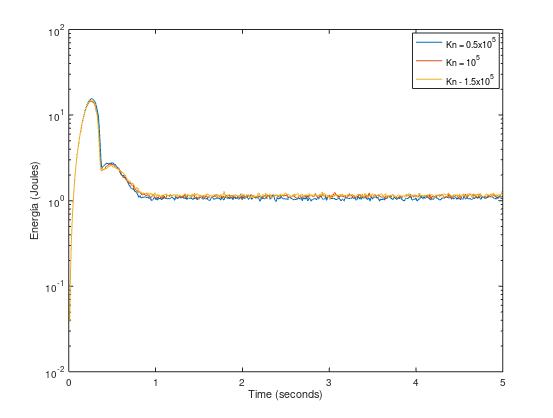 10^2
10^1
10^0
10^-1
10^-2
Energía (Joules)
0 1 2 3 4 5
Time (seconds)
Kn = 0.5x10^5
Kn = 10^5
Kn - 1.5x10^5